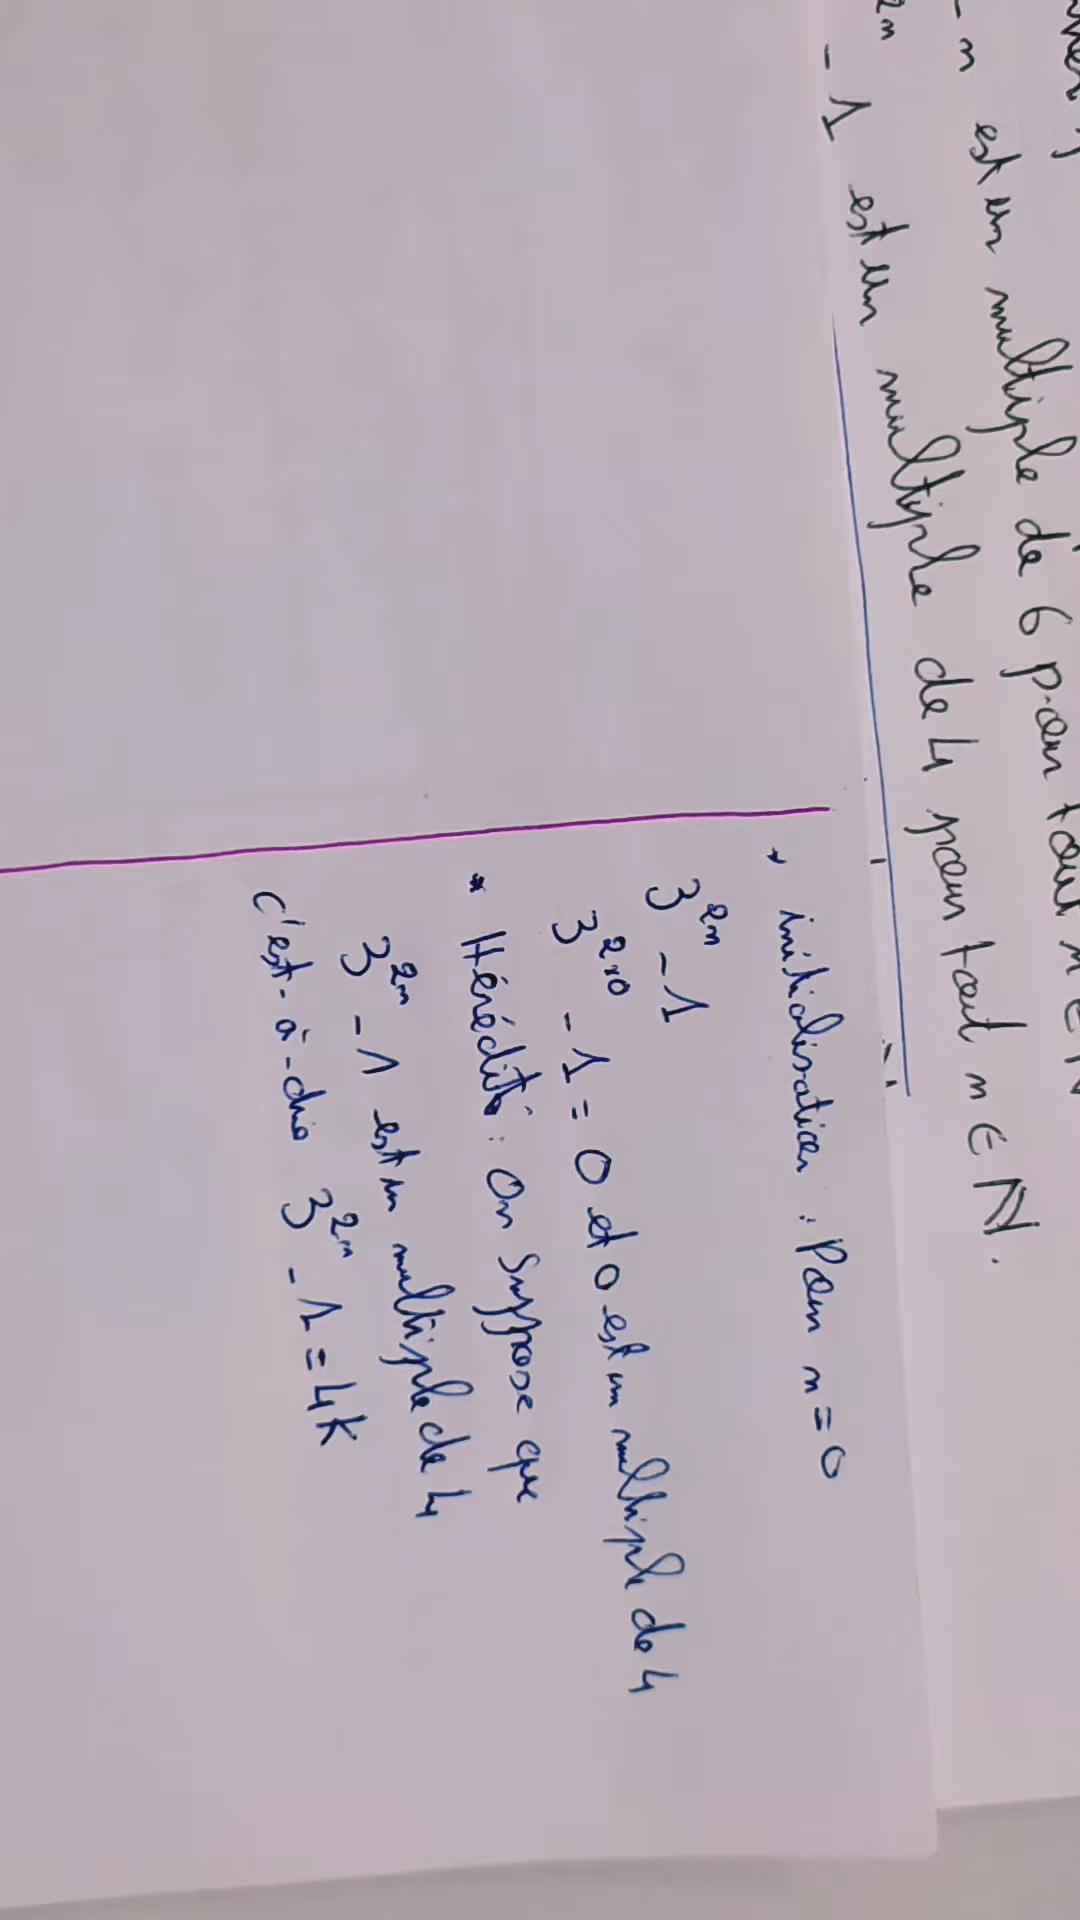 - n est un multiple de 6 pour tout n ∈ N
2n - 1 est un multiple de 4 pour tout n ∈ N.
* initialisation : Pour n = 0
3^{2n} - 1
3^{2×0} - 1 = 0 et 0 est un multiple de 4
* Hérédité : On suppose que
3^{2n} - 1 est un multiple de 4
c'est-à-dire 3^{2n} - 1 = 4k